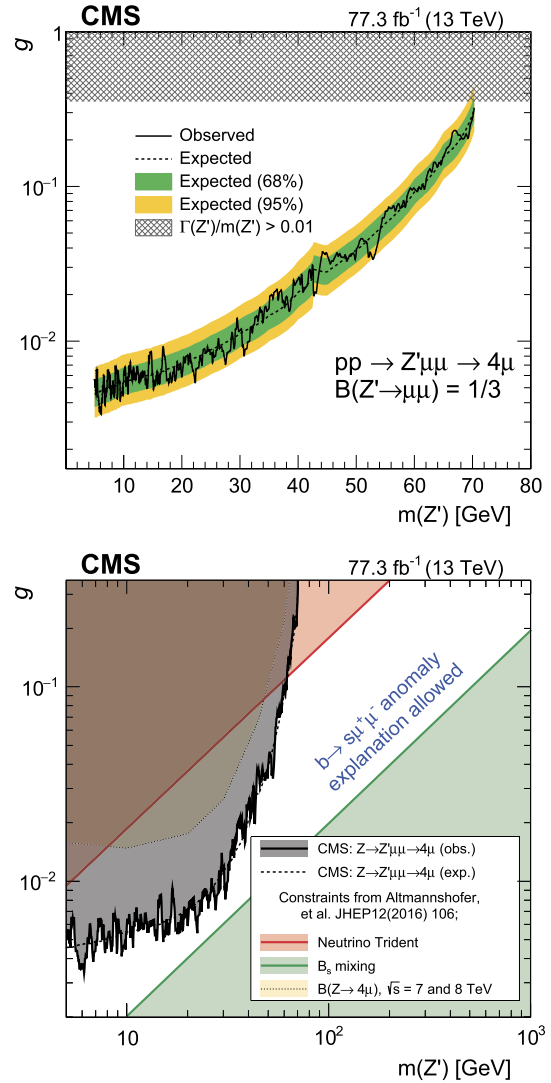 CMS 77.3 fb⁻¹ (13 TeV)
g
1
10⁻¹
10⁻²
Observed
Expected
Expected (68%)
Expected (95%)
Γ(Z')/m(Z') > 0.01
pp → Z'μμ → 4μ
B(Z'→μμ) = 1/3
10 20 30 40 50 60 70 80
m(Z') [GeV]
CMS 77.3 fb⁻¹ (13 TeV)
g
10⁻¹
10⁻²
b→ sμ⁺μ⁻ anomaly
explanation allowed
CMS: Z→Z'μμ→4μ (obs.)
CMS: Z→Z'μμ→4μ (exp.)
Constraints from Altmannshofer,
et al. JHEP12(2016) 106;
Neutrino Trident
Bₛ mixing
B(Z→ 4μ), √s = 7 and 8 TeV
10 10² 10³
m(Z') [GeV]